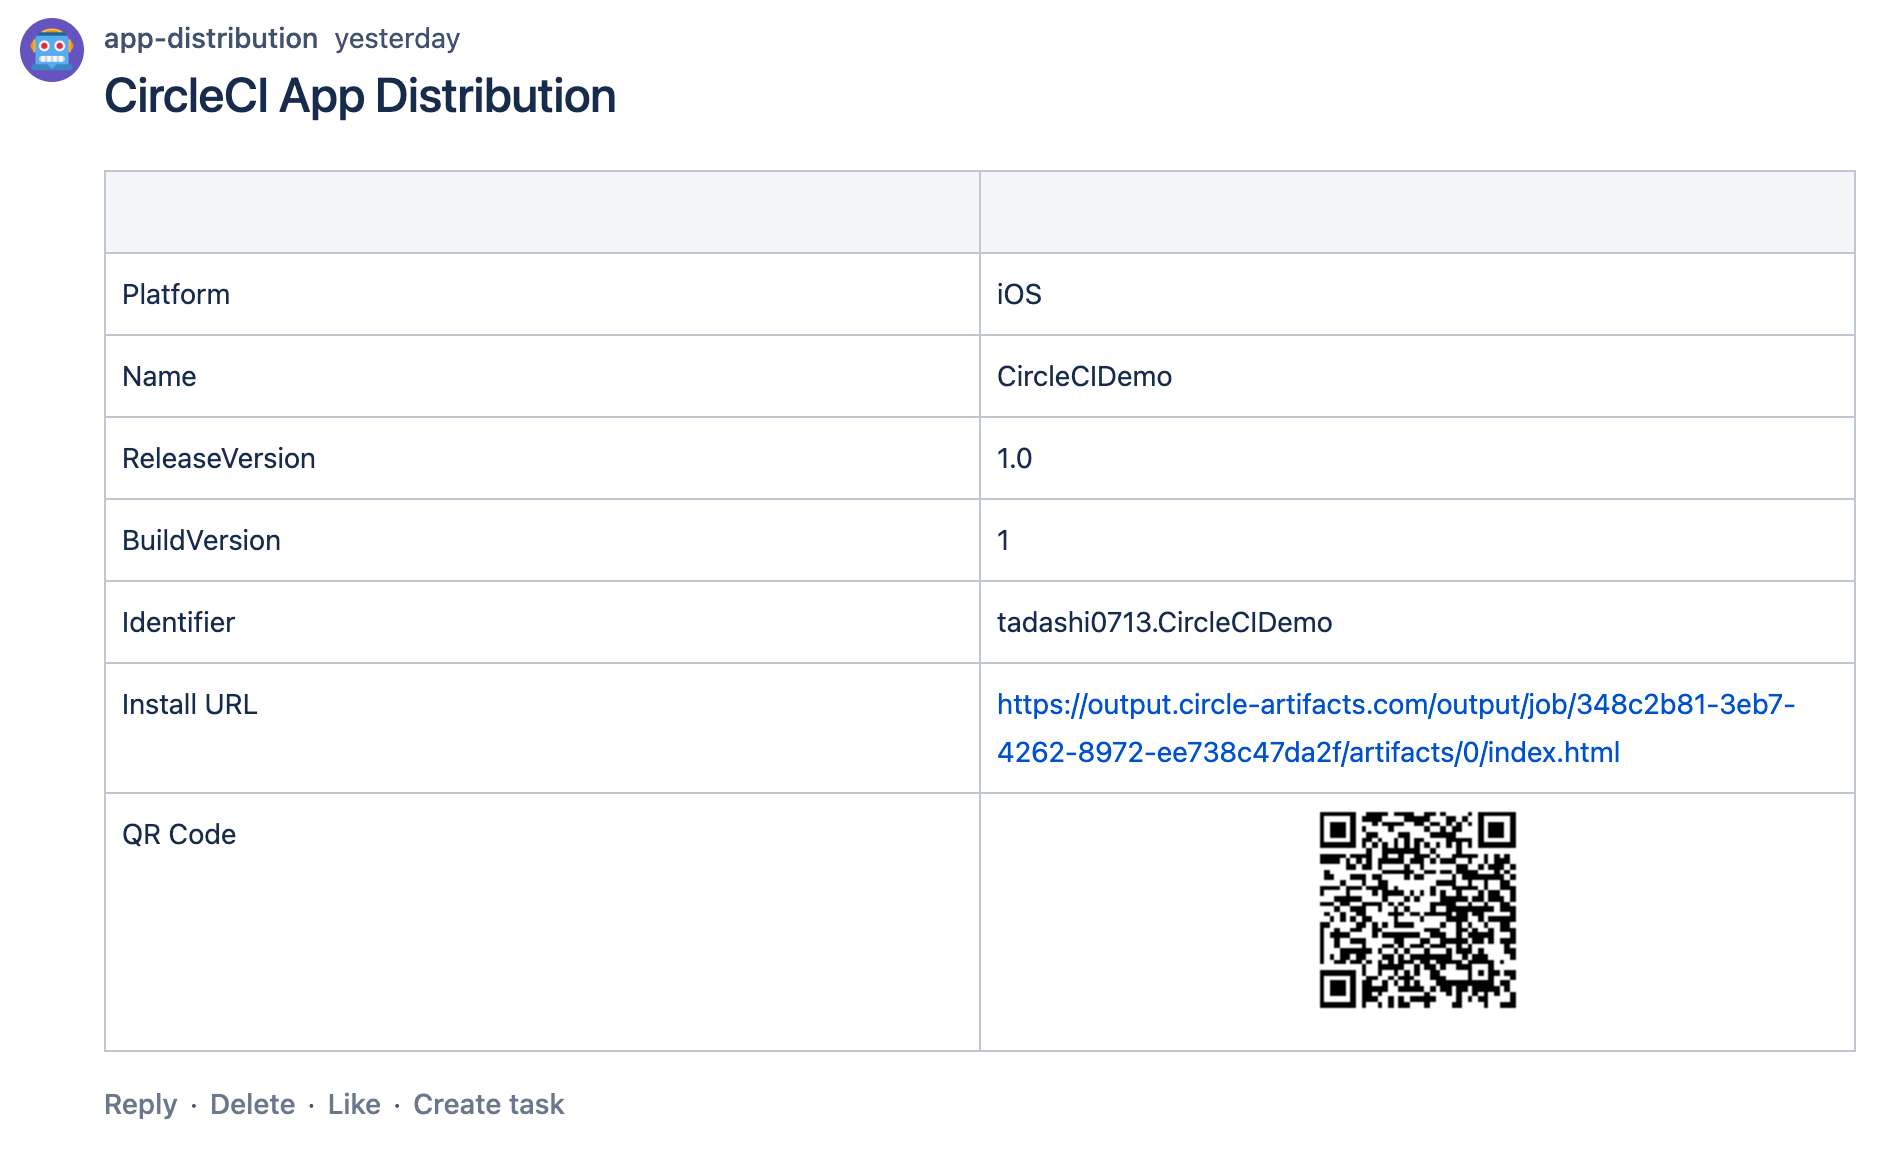 app-distribution yesterday
CircleCI App Distribution
Platform iOS
Name CircleCIDemo
ReleaseVersion 1.0
BuildVersion 1
Identifier tadashi0713.CircleCIDemo
Install URL https://output.circle-artifacts.com/output/job/348c2b81-3eb7-
4262-8972-ee738c47da2f/artifacts/0/index.html
QR Code
Reply · Delete · Like · Create task